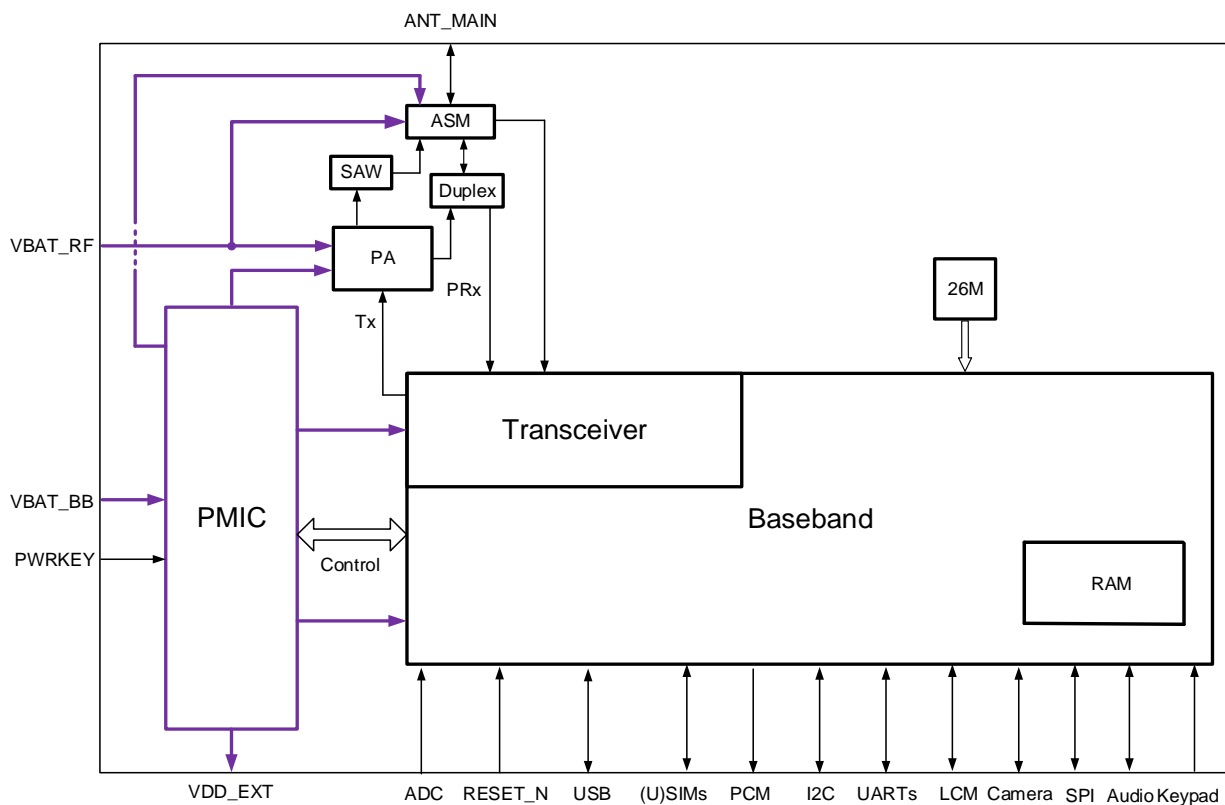 ANT_MAIN
ASM
SAW
Duplex
VBAT_RF
PA
PRx
26M
Tx
Transceiver
VBAT_BB
PMIC
Baseband
PWRKEY
Control
RAM
VDD_EXT
ADC
RESET_N
USB
(U)SIMs
PCM
I2C
UARTs
LCM
Camera
SPI
Audio
Keypad